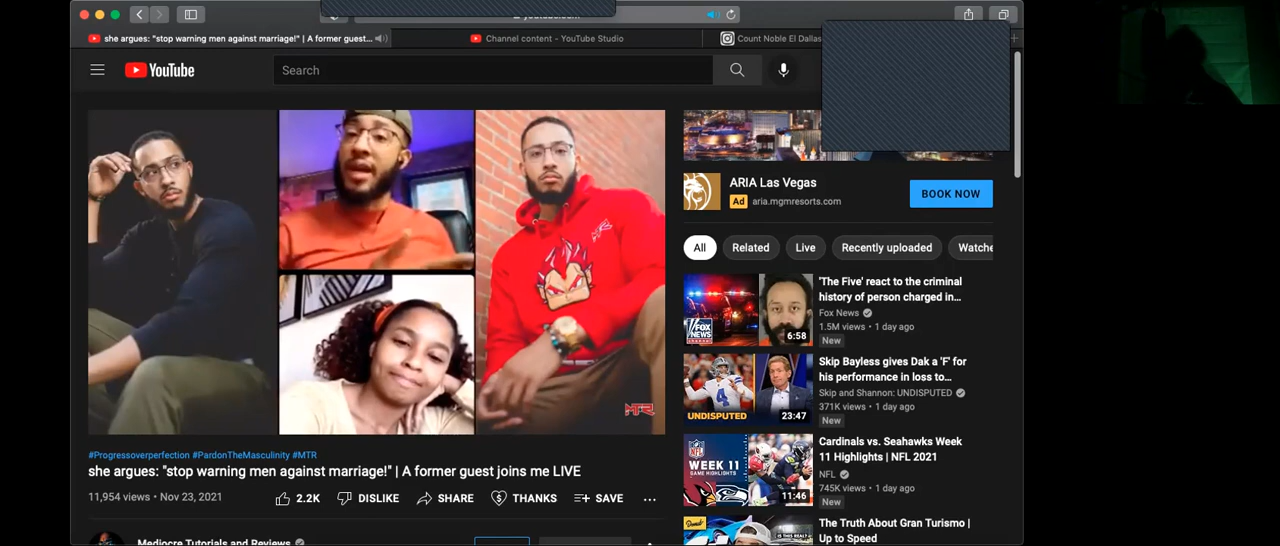 she argues: "stop warning men against marriage!" | A former guest...
Channel content - YouTube Studio
Count Noble El Dallas
YouTube
Search
ARIA Las Vegas
Ad aria.mgmresorts.com
BOOK NOW
All
Related
Live
Recently uploaded
Watche
'The Five' react to the criminal
history of person charged in...
Fox News
1.5M views • 1 day ago
New
FOX
NEWS
6:58
Skip Bayless gives Dak a 'F' for
his performance in loss to...
Skip and Shannon: UNDISPUTED
371K views • 1 day ago
New
UNDISPUTED
23:47
Cardinals vs. Seahawks Week
11 Highlights | NFL 2021
NFL
745K views • 1 day ago
New
NFL
WEEK 11
11:46
The Truth About Gran Turismo |
Up to Speed
Donut
MTR
#Progressoverperfection #PardonTheMasculinity #MTR
she argues: "stop warning men against marriage!" | A former guest joins me LIVE
11,954 views • Nov 23, 2021
2.2K
DISLIKE
SHARE
THANKS
SAVE
Mediocre Tutorials and Reviews